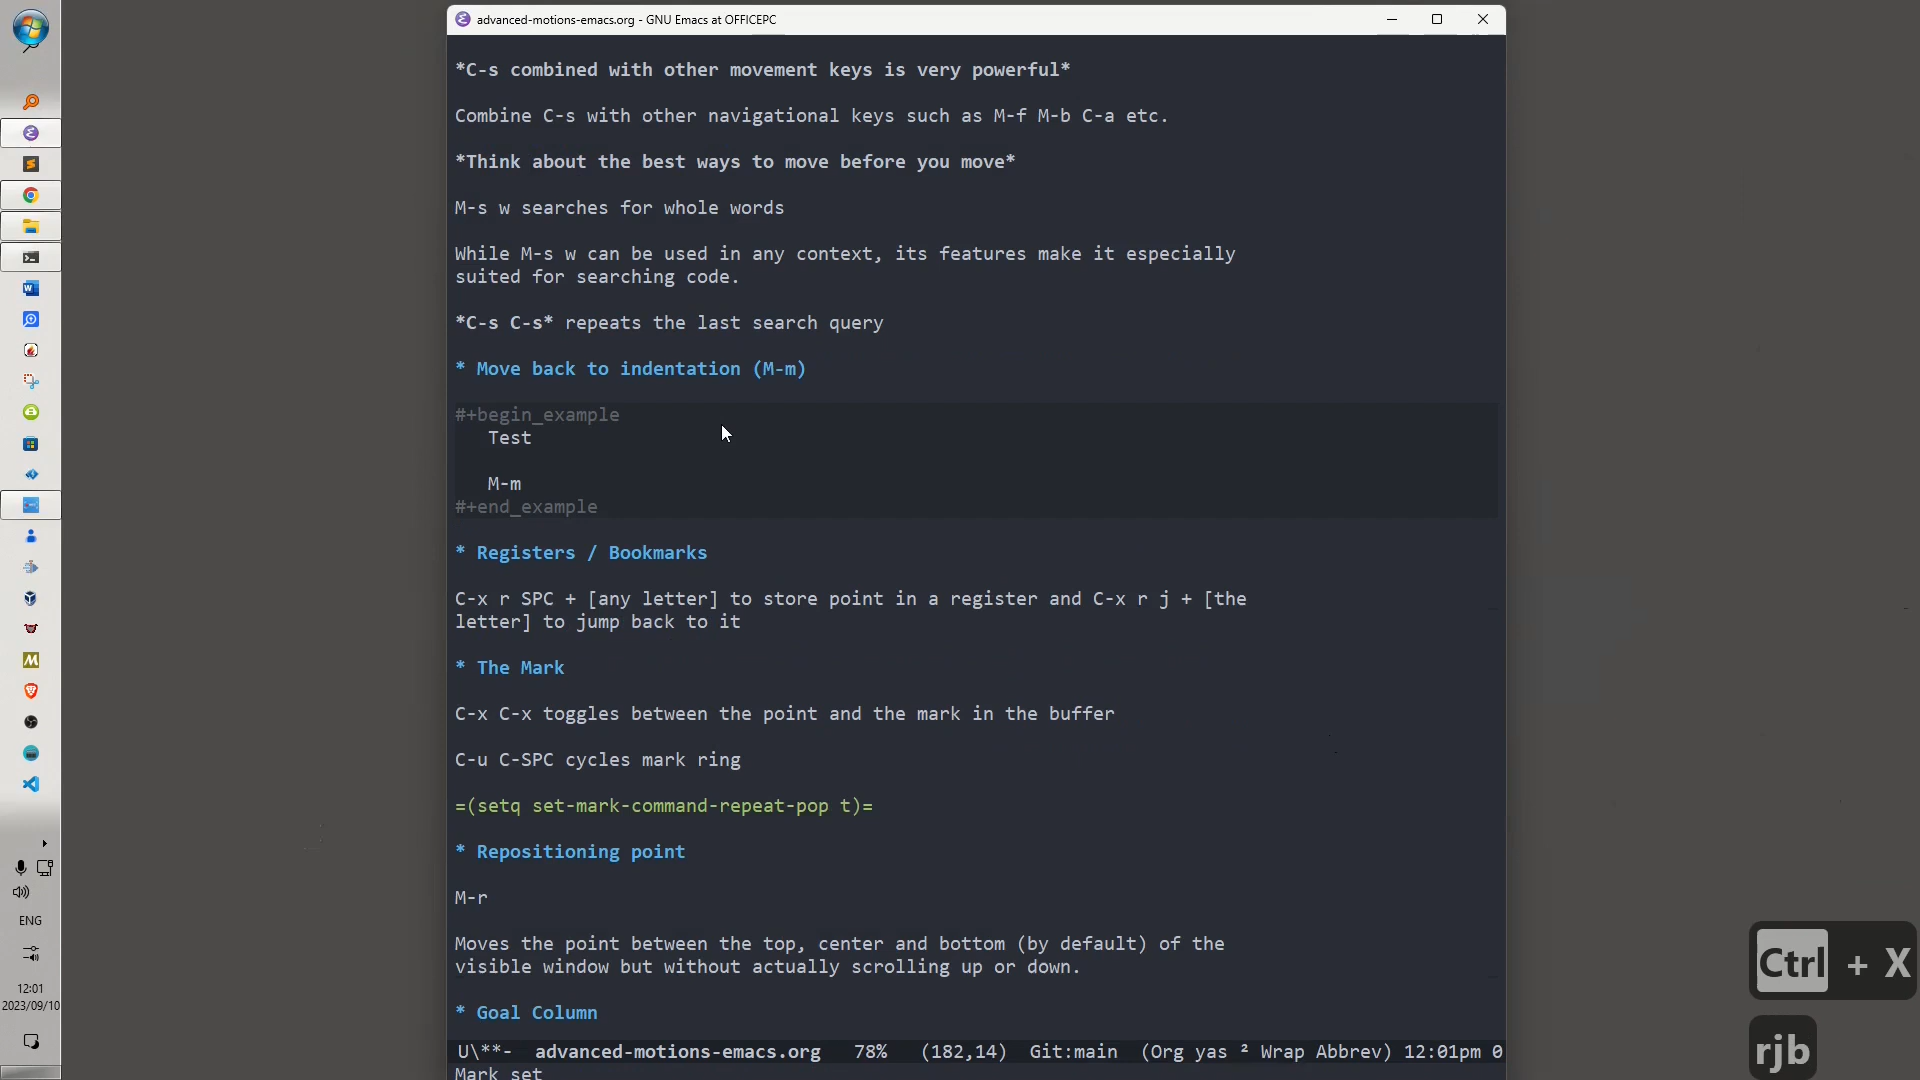 advanced-motions-emacs.org - GNU Emacs at OFFICEPC
*C-s combined with other movement keys is very powerful*
Combine C-s with other navigational keys such as M-f M-b C-a etc.
*Think about the best ways to move before you move*
M-s w searches for whole words
While M-s w can be used in any context, its features make it especially
suited for searching code.
*C-s C-s* repeats the last search query
* Move back to indentation (M-m)
#+begin_example
Test
M-m
#+end_example
* Registers / Bookmarks
C-x r SPC + [any letter] to store point in a register and C-x r j + [the
letter] to jump back to it
* The Mark
C-x C-x toggles between the point and the mark in the buffer
C-u C-SPC cycles mark ring
=(setq set-mark-command-repeat-pop t)=
* Repositioning point
M-r
Moves the point between the top, center and bottom (by default) of the
visible window but without actually scrolling up or down.
* Goal Column
U\**-  advanced-motions-emacs.org   78%   (182,14)  Git:main  (Org yas ² Wrap Abbrev) 12:01pm 0
Mark set
ENG
12:01
2023/09/10
Ctrl + X
rjb